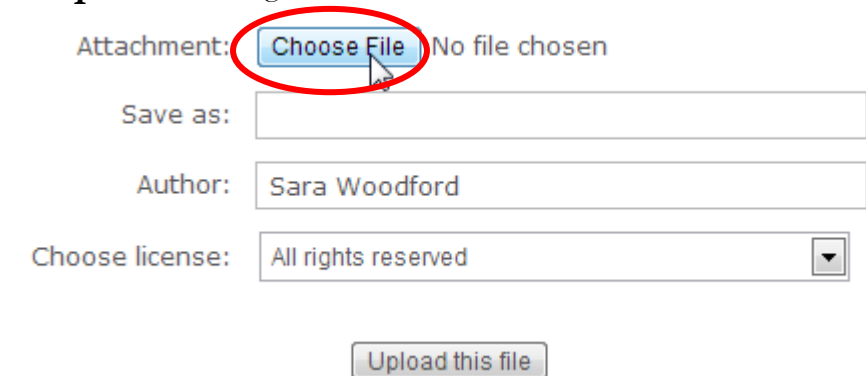 Attachment: Choose File No file chosen
Save as:
Author: Sara Woodford
Choose license: All rights reserved
Upload this file